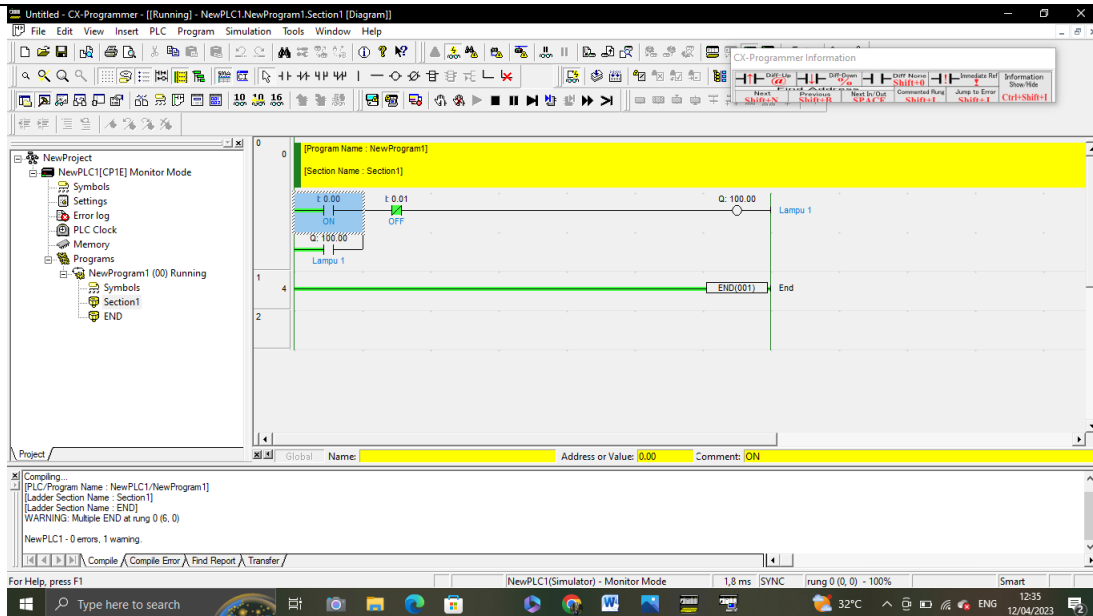 Untitled - CX-Programmer - [[Running] - NewPLC1.NewProgram1.Section1 [Diagram]]
File Edit View Insert PLC Program Simulation Tools Window Help
CX-Programmer Information
Diff-Up
(@)
Diff-Down
%
Diff None
Shift+0
Immediate Ref
!
Information
Show/Hide
Ctrl+Shift+I
Next
Shift+N
Previous
Shift+B
Next In/Out
SPACE
Commented Rung
Shift+L
Jump to Error
Shift+J
10 10 16
NewProject
NewPLC1[CP1E] Monitor Mode
Symbols
Settings
Error log
PLC Clock
Memory
Programs
NewProgram1 (00) Running
Symbols
Section1
END
0
0
[Program Name : NewProgram1]
[Section Name : Section1]
I: 0.00
ON
I: 0.01
OFF
Q: 100.00
Lampu 1
Q: 100.00
Lampu 1
1
4
END(001)
End
2
Project
Global
Name:
Address or Value: 0.00
Comment: ON
Compiling...
[PLC/Program Name : NewPLC1/NewProgram1]
[Ladder Section Name : Section1]
[Ladder Section Name : END]
WARNING: Multiple END at rung 0 (6, 0)
NewPLC1 - 0 errors, 1 warning.
Compile Compile Error Find Report Transfer
For Help, press F1
NewPLC1(Simulator) - Monitor Mode
1,8 ms
SYNC
rung 0 (0, 0) - 100%
Smart
Type here to search
32°C
ENG
12:35
12/04/2023